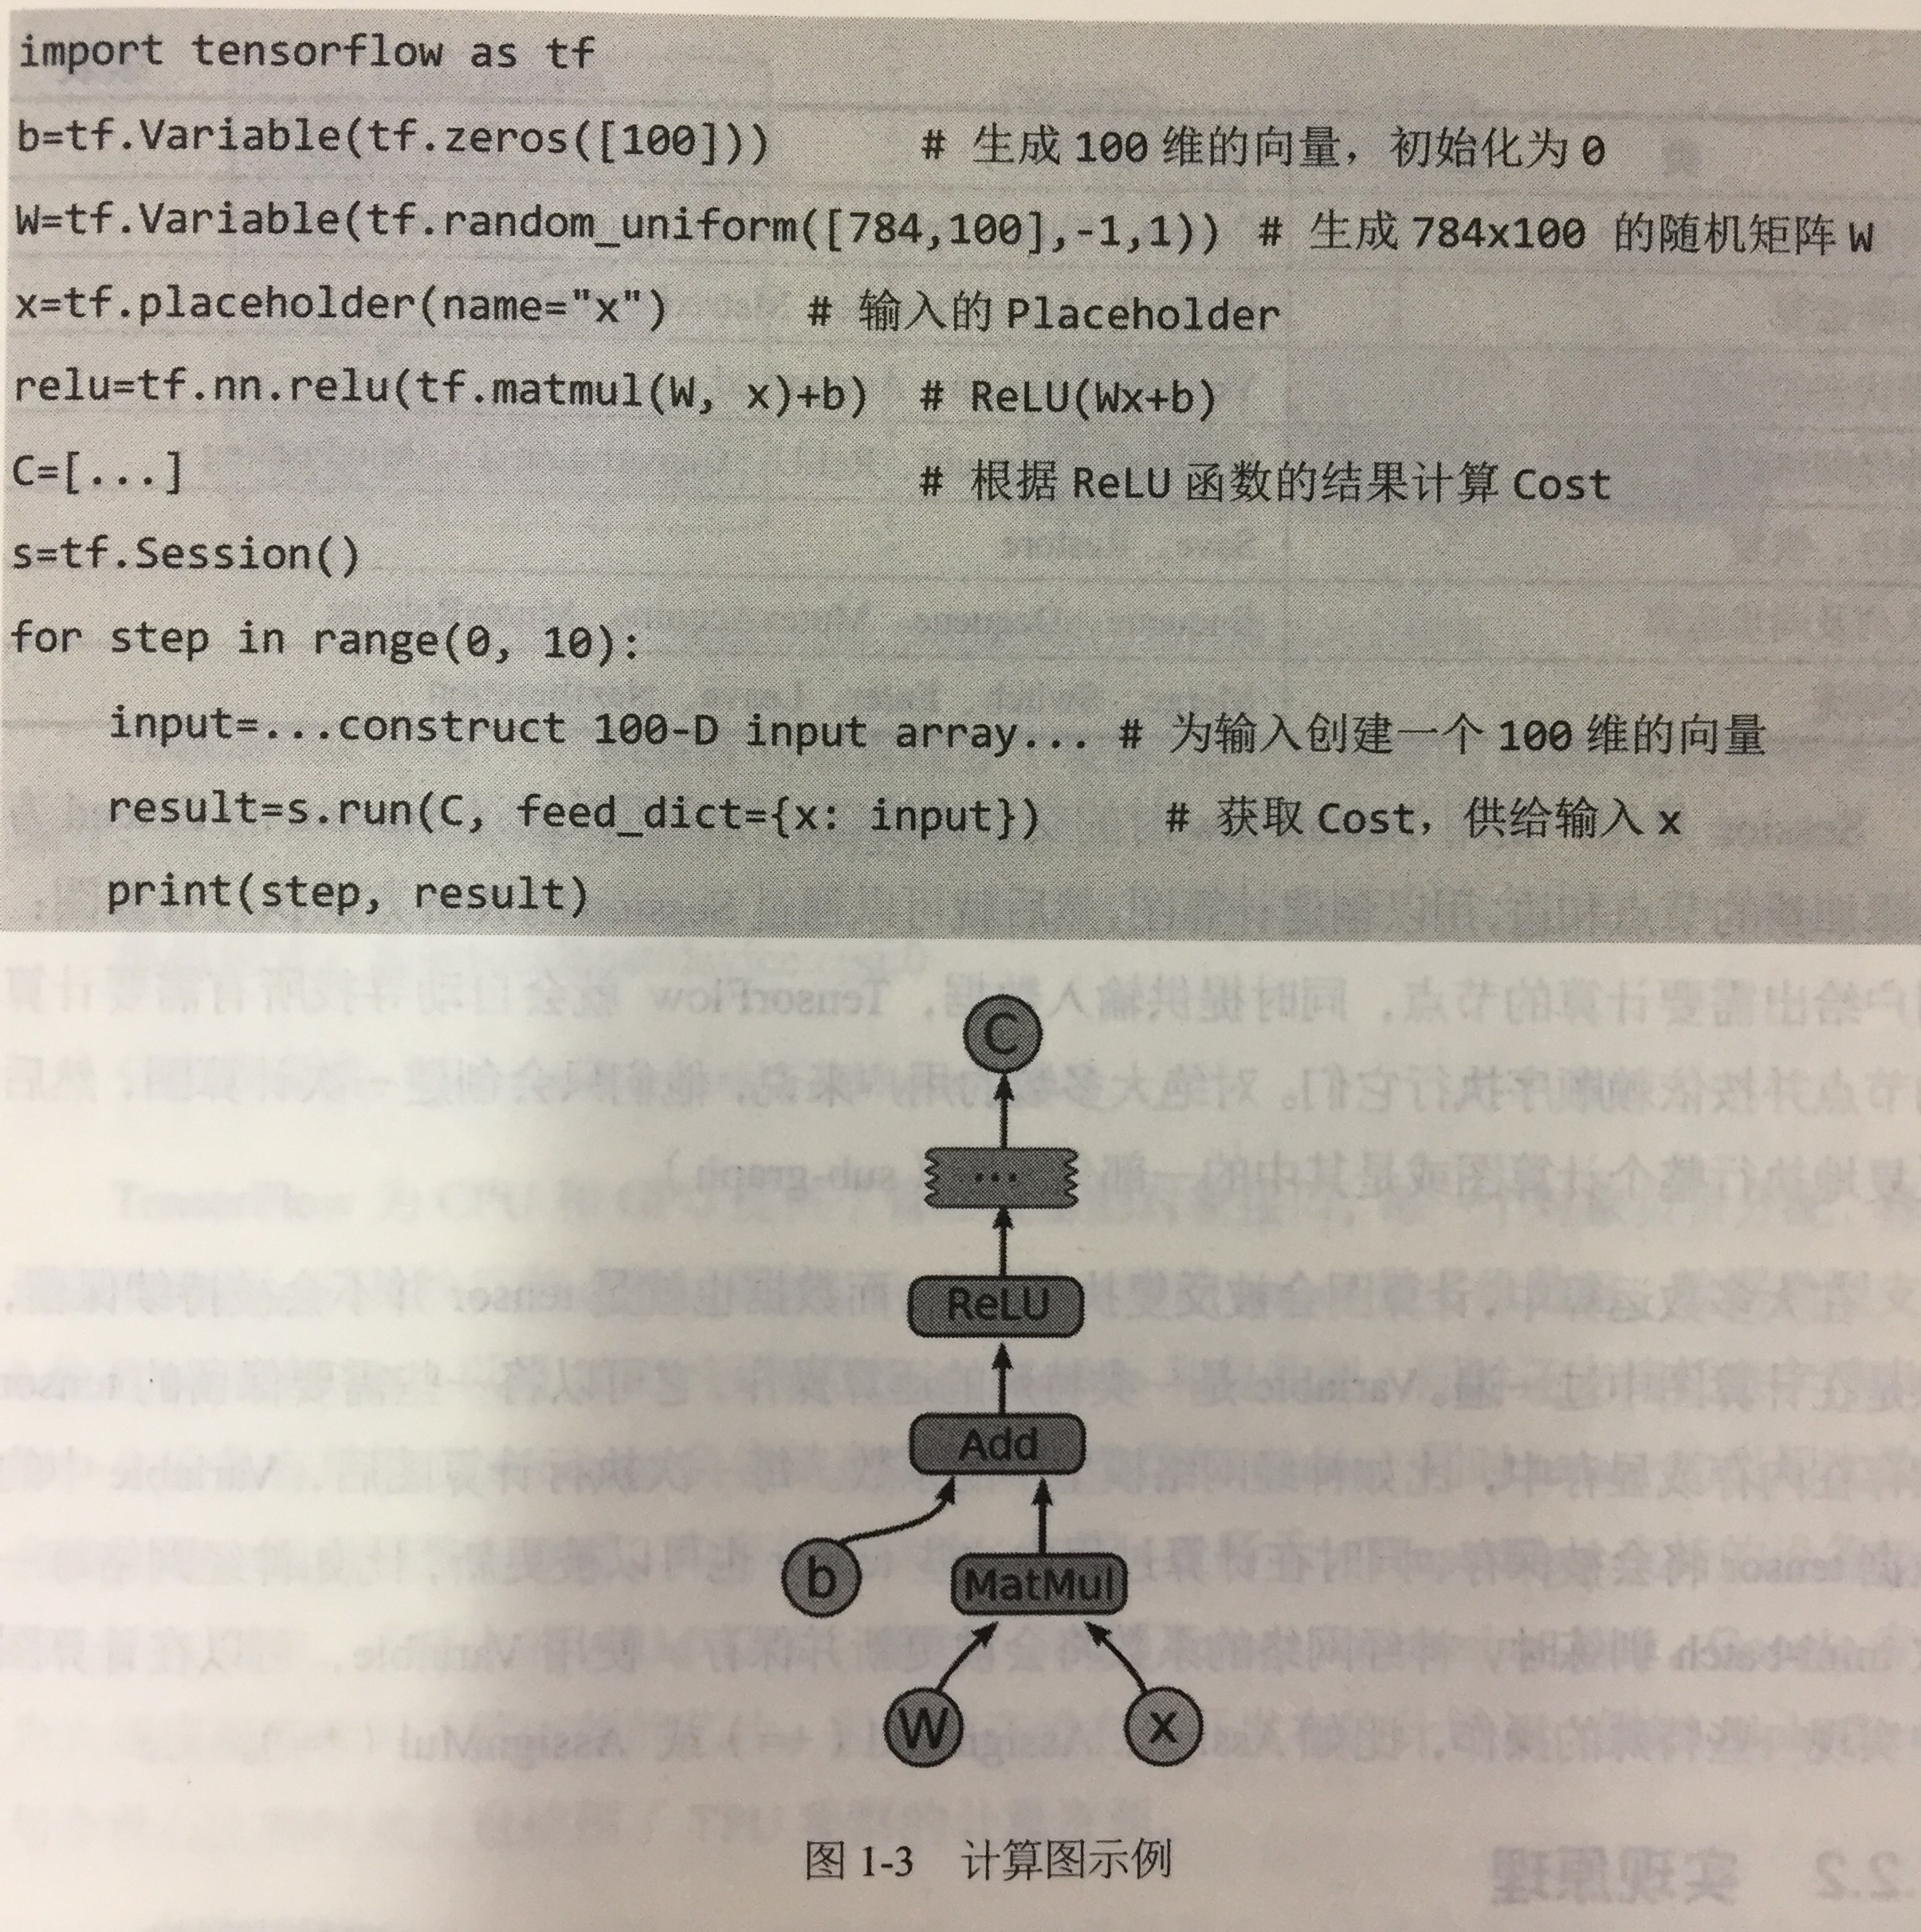 import tensorflow as tf
b=tf.Variable(tf.zeros([100])) # 生成 100 维的向量，初始化为 0
W=tf.Variable(tf.random_uniform([784,100],-1,1)) # 生成 784x100 的随机矩阵 W
x=tf.placeholder(name="x") # 输入的 Placeholder
relu=tf.nn.relu(tf.matmul(W, x)+b) # ReLU(Wx+b)
C=[...] # 根据 ReLU 函数的结果计算 Cost
s=tf.Session()
for step in range(0, 10):
    input=...construct 100-D input array... # 为输入创建一个 100 维的向量
    result=s.run(C, feed_dict={x: input}) # 获取 Cost，供给输入 x
    print(step, result)
C
...
ReLU
Add
b
MatMul
W
x
图 1-3 计算图示例